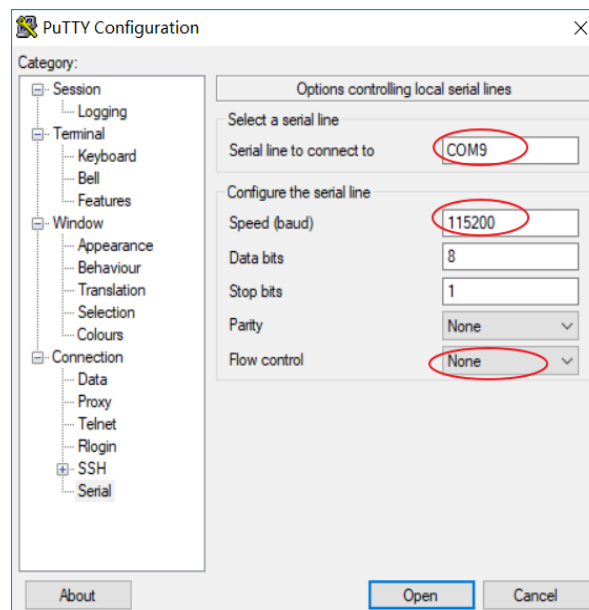 PuTTY Configuration
Category:
Session
Logging
Terminal
Keyboard
Bell
Features
Window
Appearance
Behaviour
Translation
Selection
Colours
Connection
Data
Proxy
Telnet
Rlogin
SSH
Serial
Options controlling local serial lines
Select a serial line
Serial line to connect to COM9
Configure the serial line
Speed (baud) 115200
Data bits 8
Stop bits 1
Parity None
Flow control None
About Open Cancel